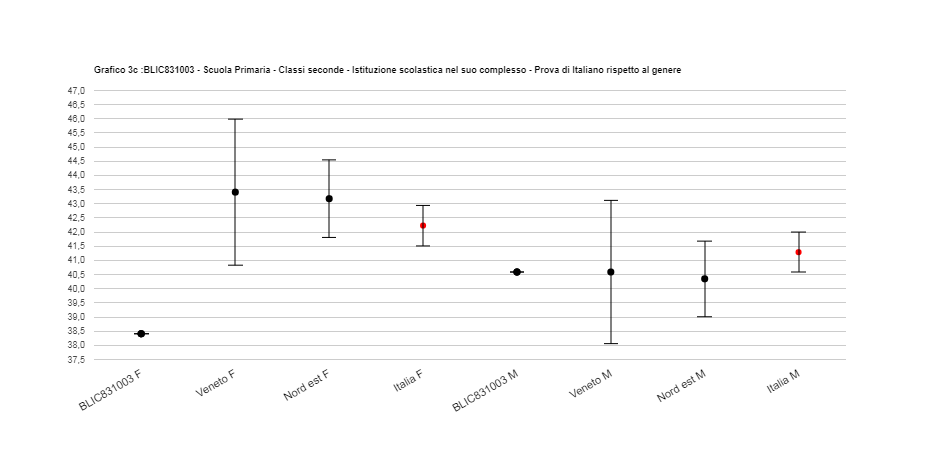 Grafico 3c :BLIC831003 - Scuola Primaria - Classi seconde - Istituzione scolastica nel suo complesso - Prova di Italiano rispetto al genere
47,0
46,5
46,0
45,5
45,0
44,5
44,0
43,5
43,0
42,5
42,0
41,5
41,0
40,5
40,0
39,5
39,0
38,5
38,0
37,5
BLIC831003 F
Veneto F
Nord est F
Italia F
BLIC831003 M
Veneto M
Nord est M
Italia M